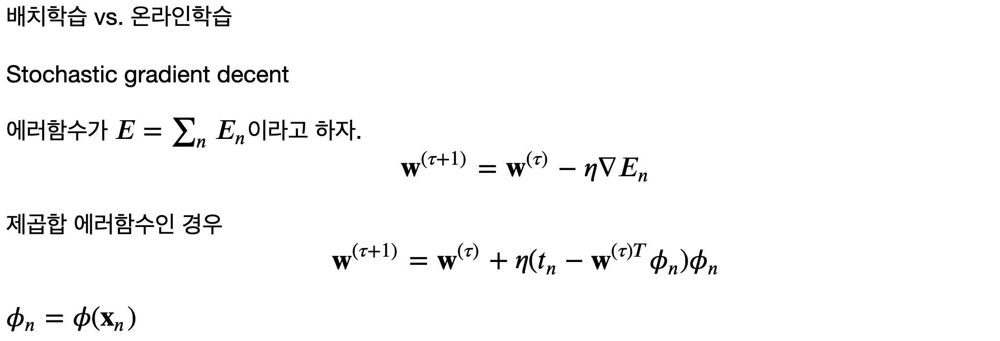 배치학습 vs. 온라인학습
Stochastic gradient decent
에러함수가 $E = \sum_n E_n$이라고 하자.
$\mathbf{w}^{(\tau+1)} = \mathbf{w}^{(\tau)} - \eta \nabla E_n$
제곱합 에러함수인 경우
$\mathbf{w}^{(\tau+1)} = \mathbf{w}^{(\tau)} + \eta(t_n - \mathbf{w}^{(\tau)T}\phi_n)\phi_n$
$\phi_n = \phi(\mathbf{x}_n)$